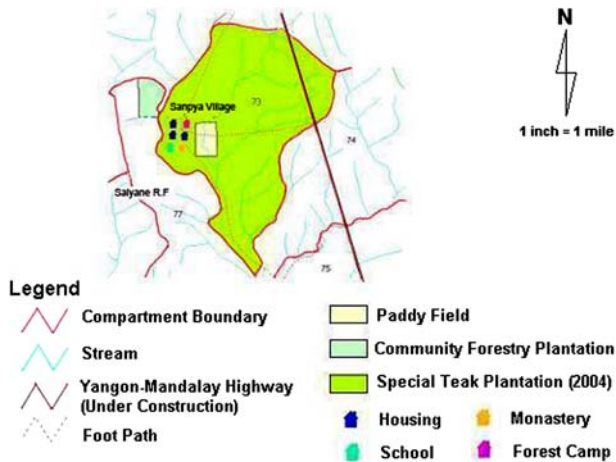 N
1 inch = 1 mile
Sanpya Village
73
74
Saiyane R.F
77
75
Legend
Compartment Boundary
Stream
Yangon-Mandalay Highway
(Under Construction)
Foot Path
Paddy Field
Community Forestry Plantation
Special Teak Plantation (2004)
Housing
Monastery
School
Forest Camp